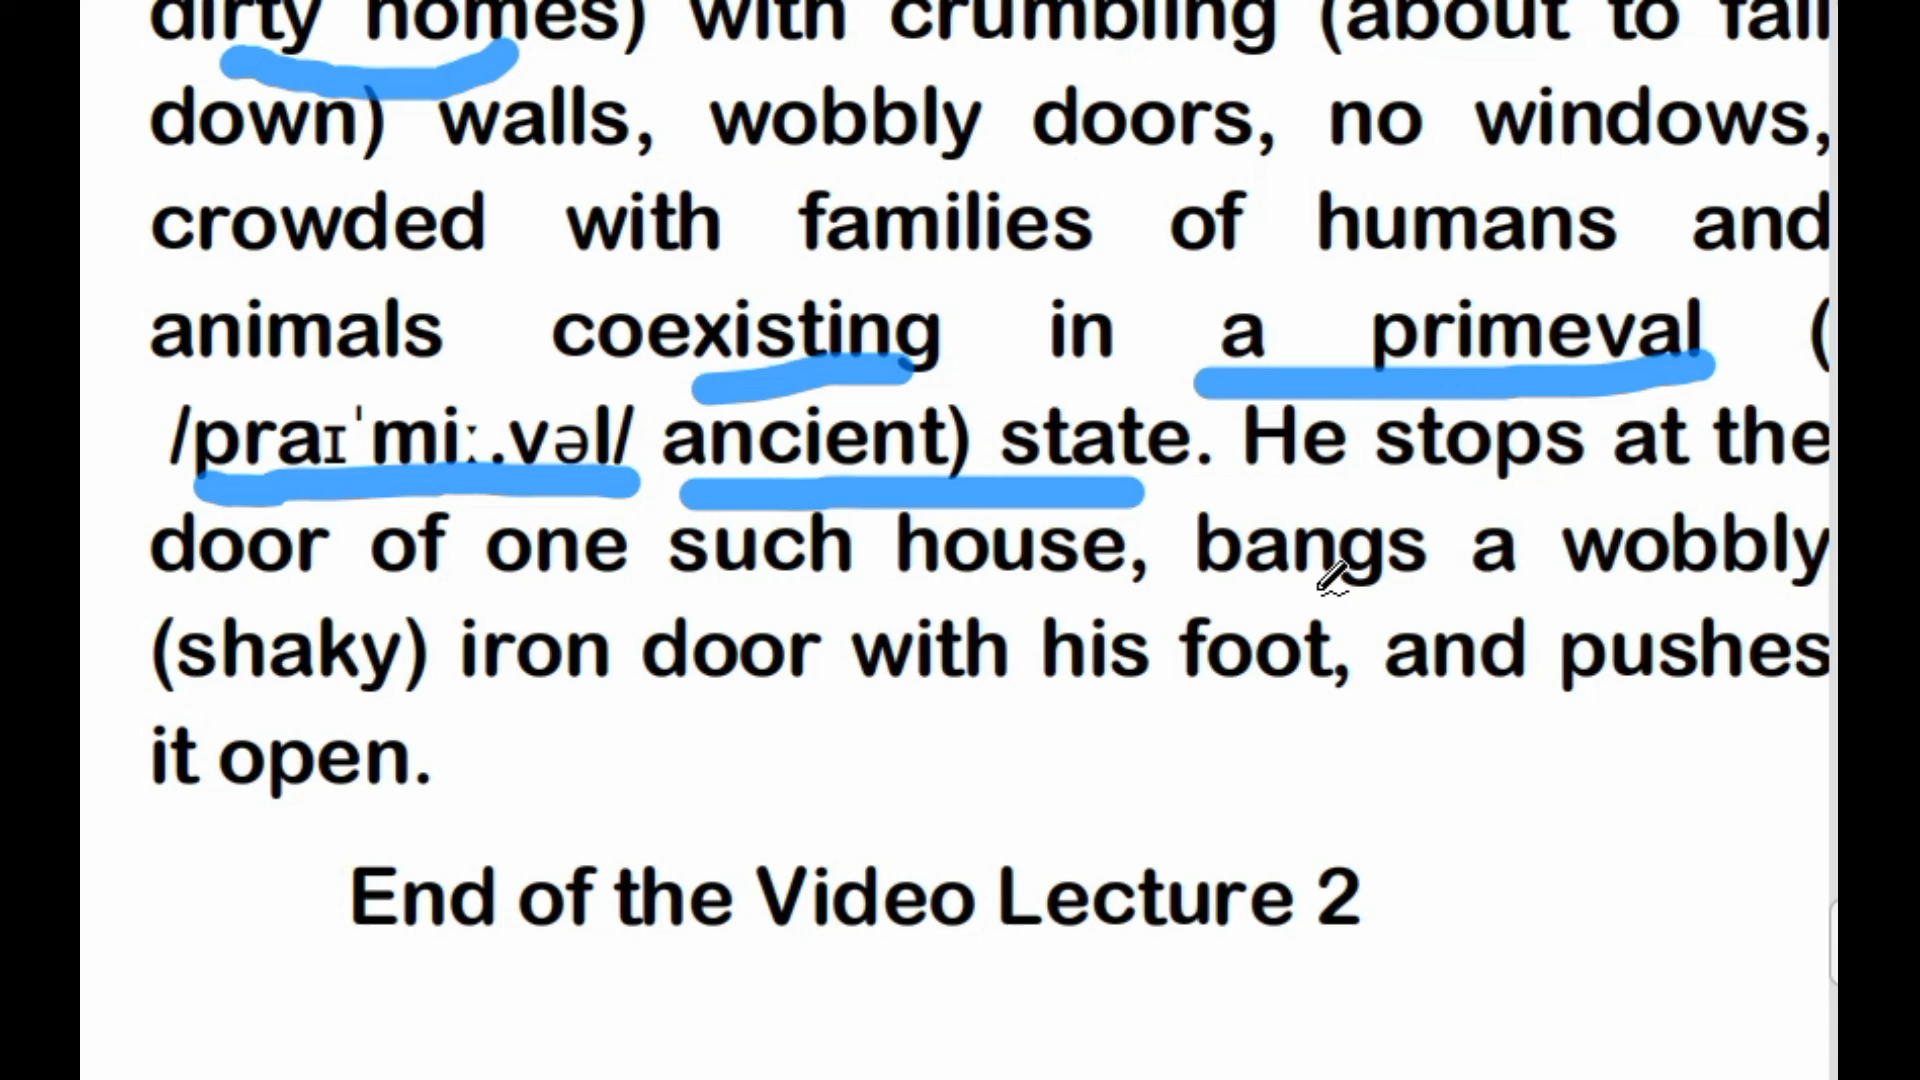 dirty homes) with crumbling (about to fall
down) walls, wobbly doors, no windows,
crowded with families of humans and
animals coexisting in a primeval (
/praɪˈmiː.vəl/ ancient) state. He stops at the
door of one such house, bangs a wobbly
(shaky) iron door with his foot, and pushes
it open.
End of the Video Lecture 2